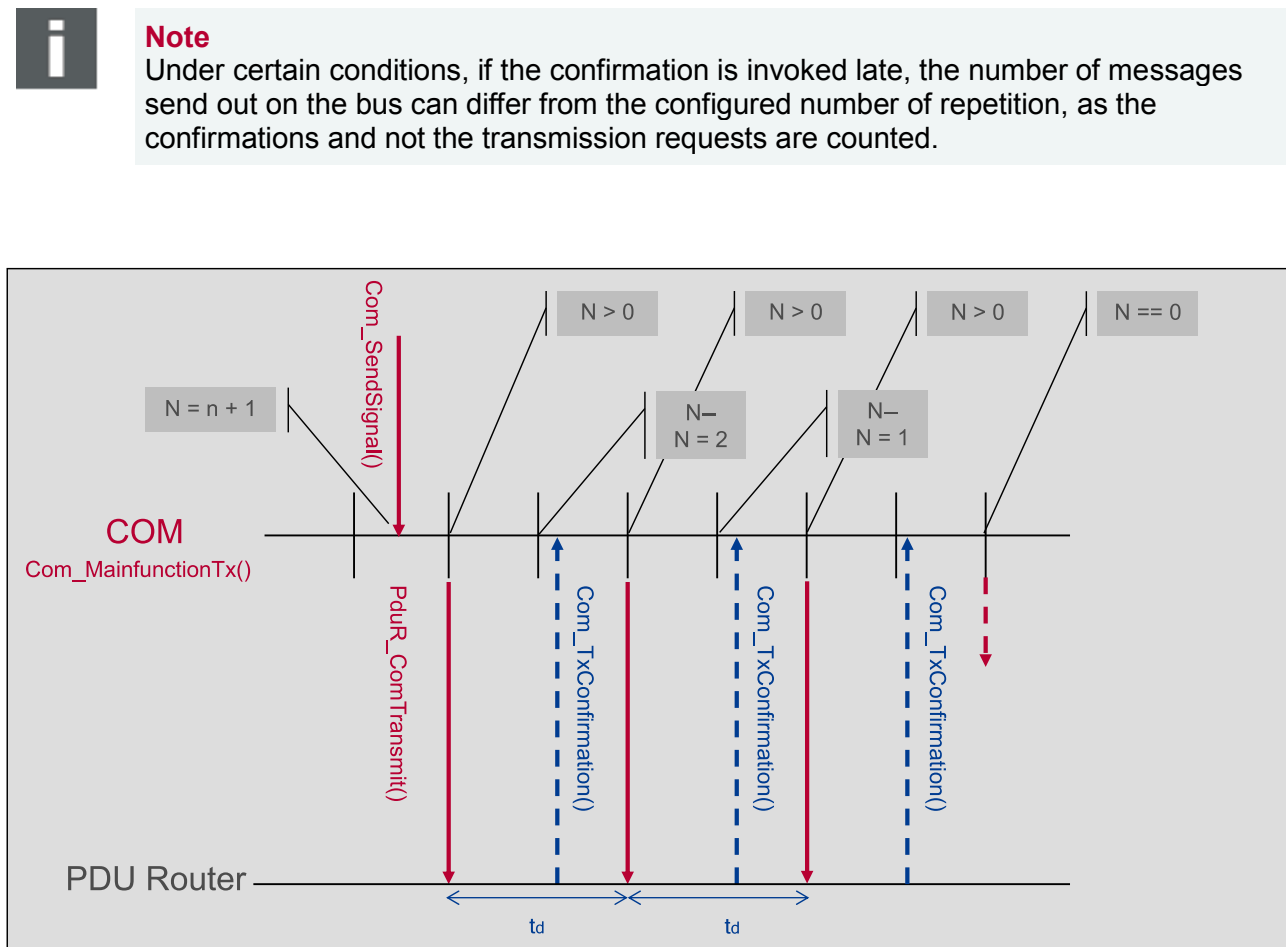 i
Note
Under certain conditions, if the confirmation is invoked late, the number of messages
send out on the bus can differ from the configured number of repetition, as the
confirmations and not the transmission requests are counted.
Com_SendSignal()
N > 0
N > 0
N > 0
N == 0
N = n + 1
N–
N = 2
N–
N = 1
COM
Com_MainfunctionTx()
PduR_ComTransmit()
Com_TxConfirmation()
Com_TxConfirmation()
Com_TxConfirmation()
PDU Router
td
td